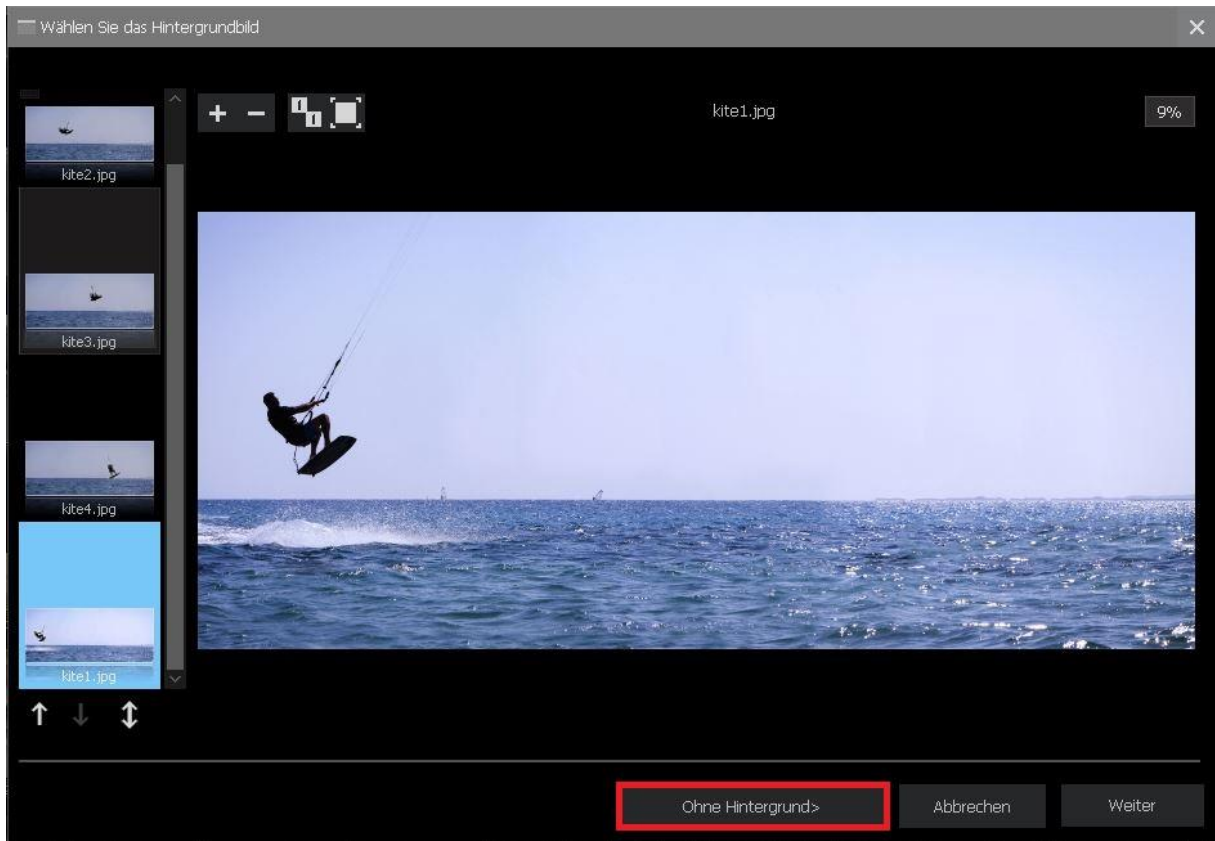 Wählen Sie das Hintergrundbild
kite1.jpg
9%
kite2.jpg
kite3.jpg
kite4.jpg
kite1.jpg
Ohne Hintergrund>
Abbrechen
Weiter